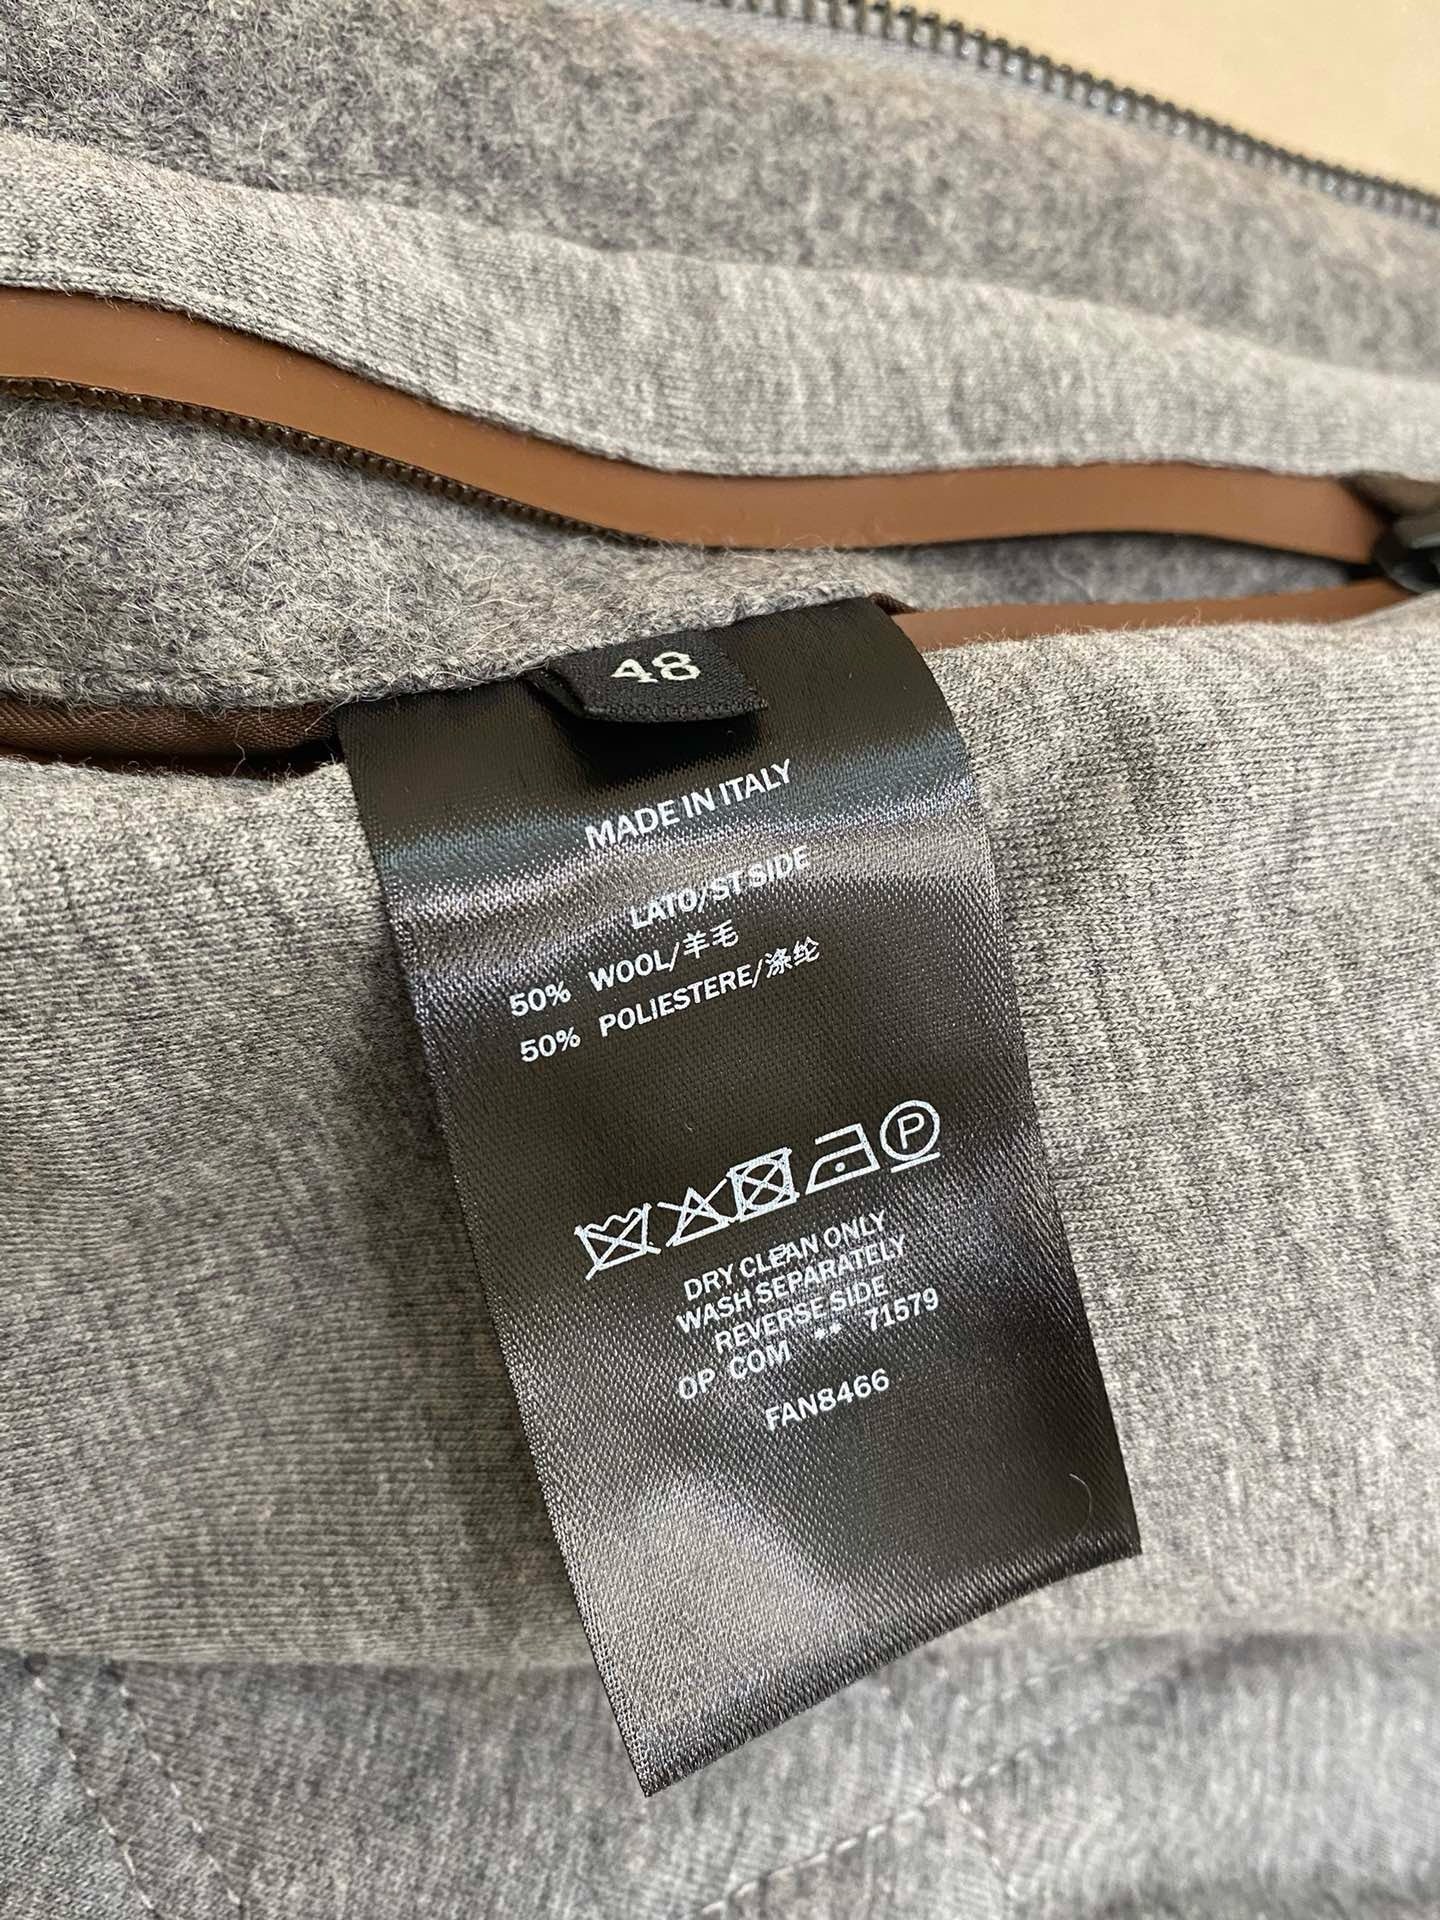 48
MADE IN ITALY
LATO/ST SIDE
50% WOOL/羊毛
50% POLIESTERE/涤纶
P
DRY CLEAN ONLY
WASH SEPARATELY
REVERSE SIDE
OP COM ** 71579
FAN8466